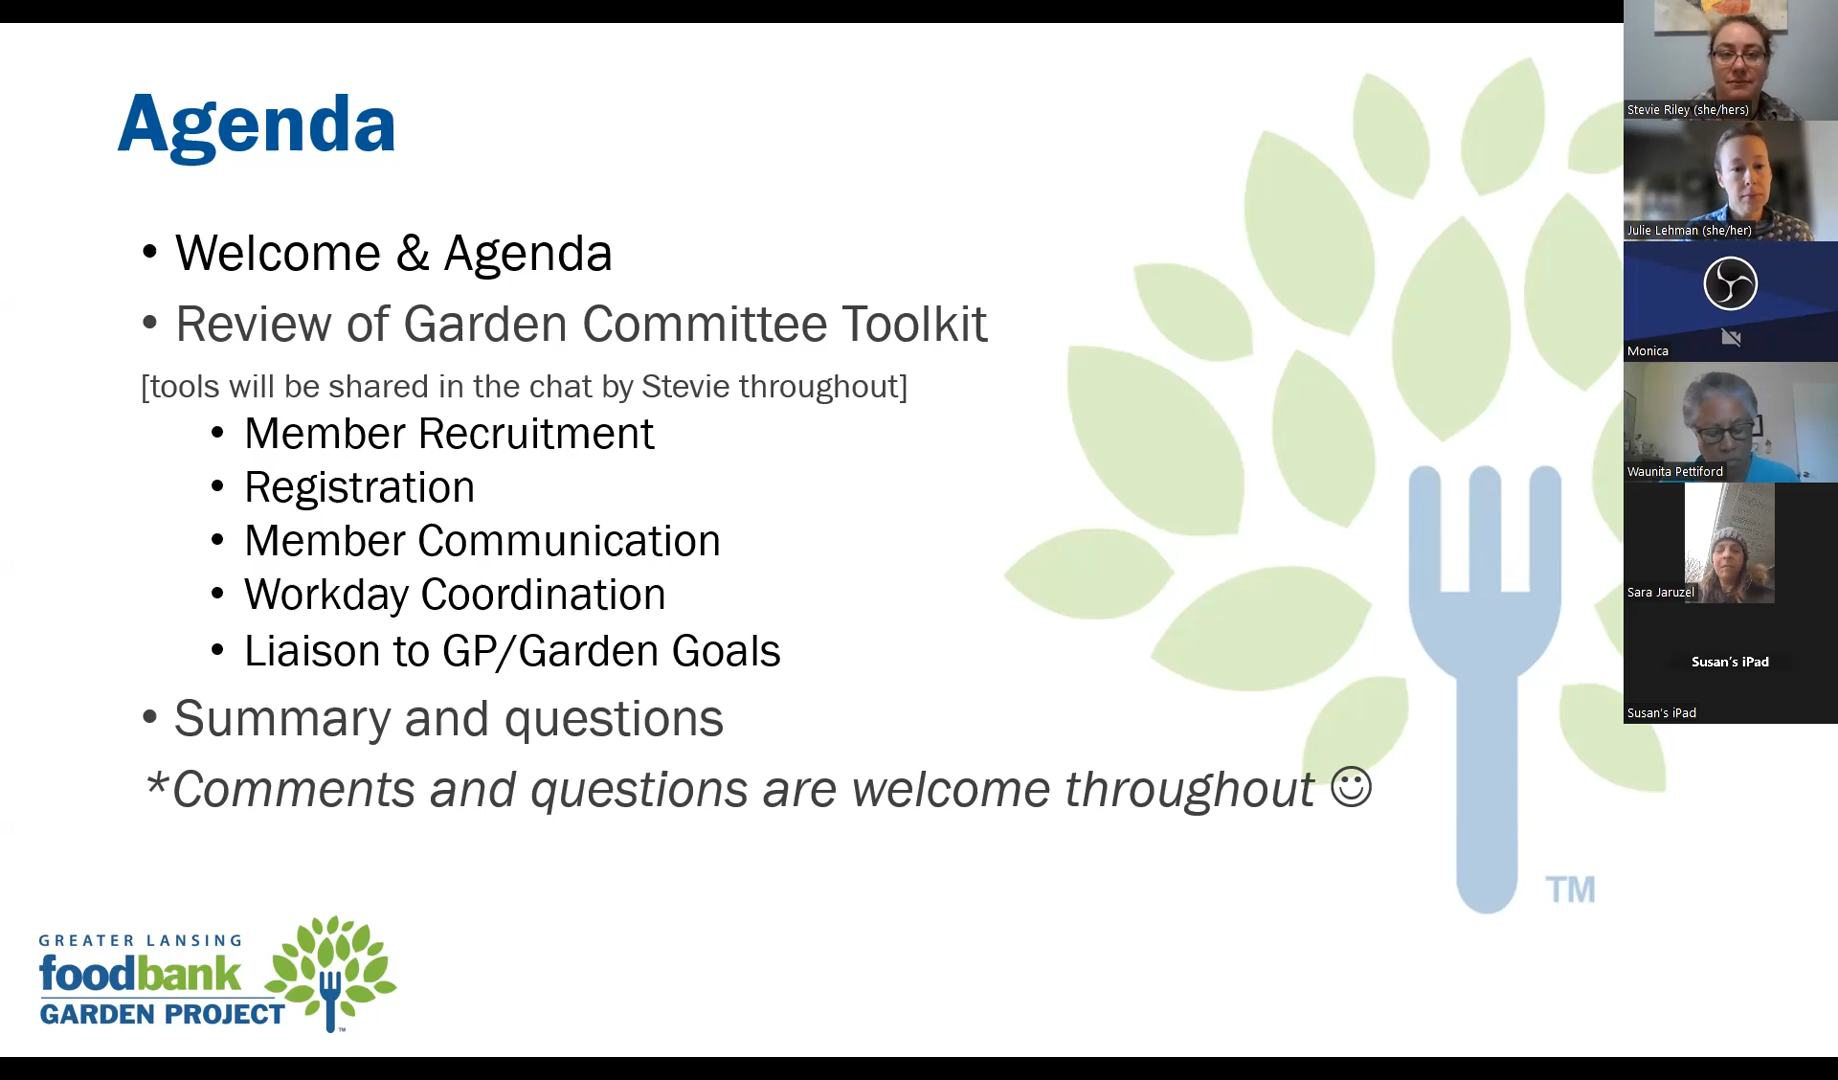 Agenda
• Welcome & Agenda
• Review of Garden Committee Toolkit
[tools will be shared in the chat by Stevie throughout]
• Member Recruitment
• Registration
• Member Communication
• Workday Coordination
• Liaison to GP/Garden Goals
• Summary and questions
*Comments and questions are welcome throughout ☺
TM
GREATER LANSING
foodbank
GARDEN PROJECT
TM
Stevie Riley (she/hers)
Julie Lehman (she/her)
Monica
Waunita Pettiford
Sara Jaruzel
Susan's iPad
Susan's iPad